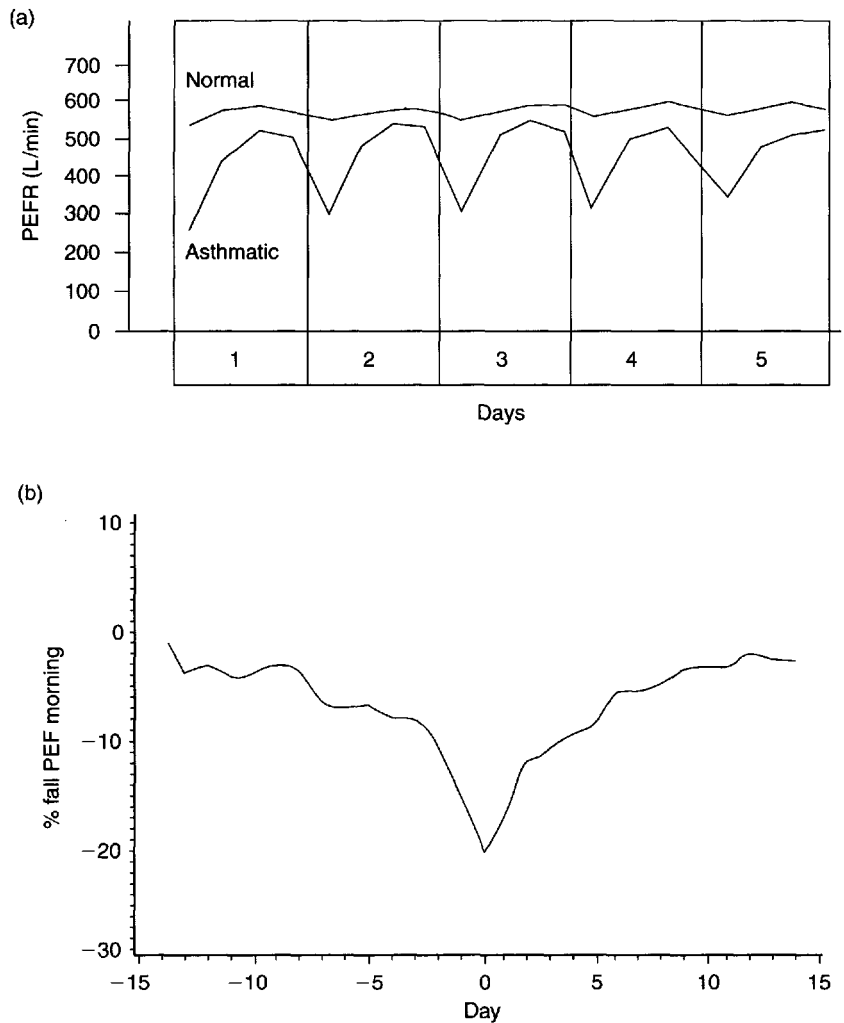 (a)
700
Normal
600
500
PEFR (L/min)
400
300
200
Asthmatic
100
0
1 2 3 4 5
Days
(b)
10
0
% fall PEF morning
−10
−20
−30
−15 −10 −5 0 5 10 15
Day